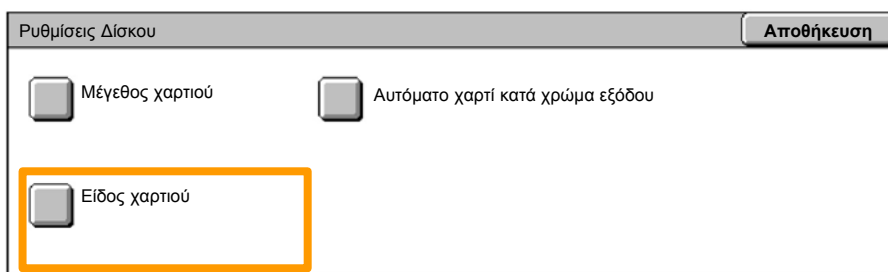 Ρυθμίσεις Δίσκου
Αποθήκευση
Μέγεθος χαρτιού
Αυτόματο χαρτί κατά χρώμα εξόδου
Είδος χαρτιού